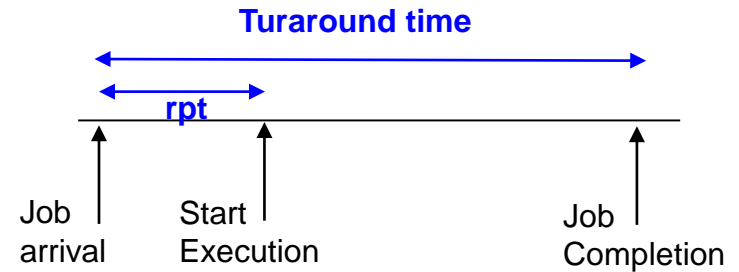 Turaround time
rpt
Job
arrival
Start
Execution
Job
Completion